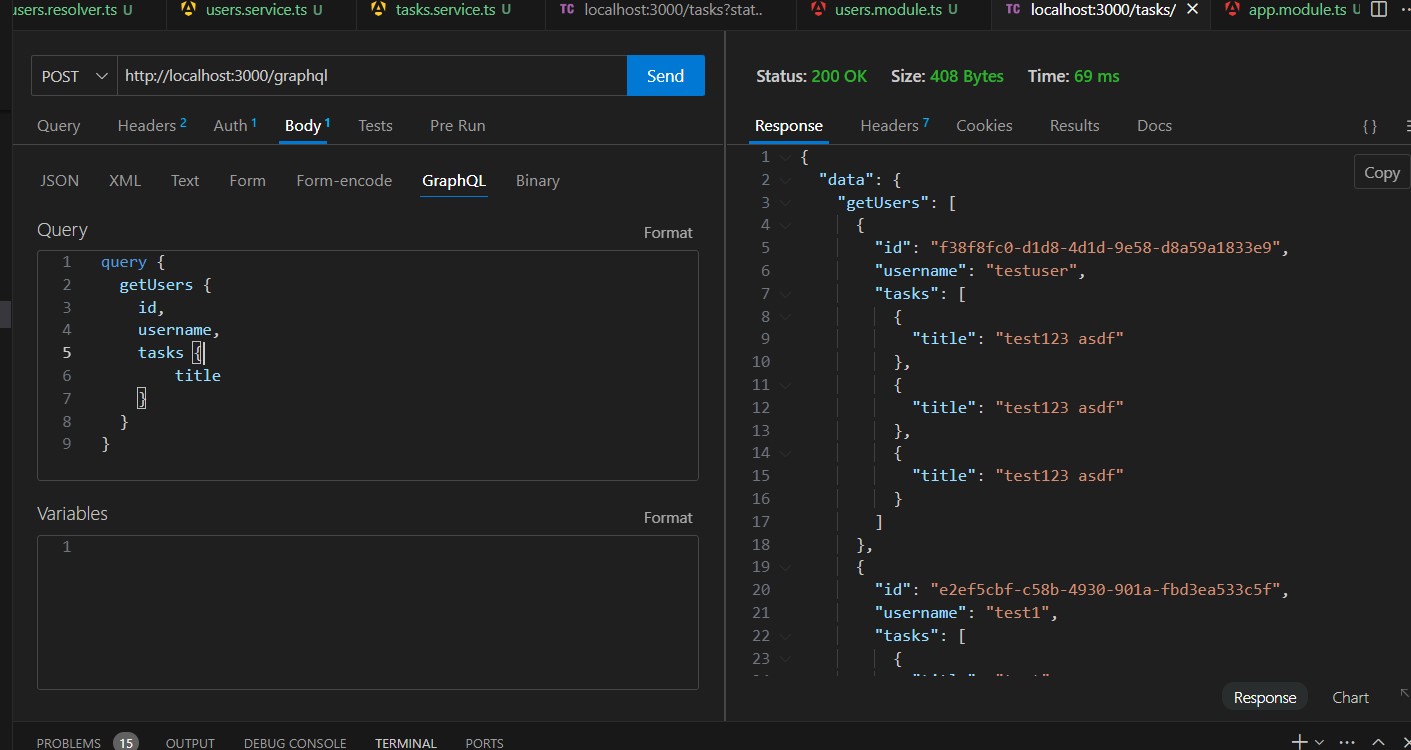 users.resolver.ts U users.service.ts U tasks.service.ts U TC localhost:3000/tasks?stat.. users.module.ts U TC localhost:3000/tasks/ app.module.ts U
POST http://localhost:3000/graphql Send
Query Headers 2 Auth 1 Body 1 Tests Pre Run
JSON XML Text Form Form-encode GraphQL Binary
Query Format
1 query {
2 getUsers {
3 id,
4 username,
5 tasks {
6 title
7 }
8 }
9 }
Variables Format
1
Status: 200 OK Size: 408 Bytes Time: 69 ms
Response Headers 7 Cookies Results Docs { }
Copy
1 {
2 "data": {
3 "getUsers": [
4 {
5 "id": "f38f8fc0-d1d8-4d1d-9e58-d8a59a1833e9",
6 "username": "testuser",
7 "tasks": [
8 {
9 "title": "test123 asdf"
10 },
11 {
12 "title": "test123 asdf"
13 },
14 {
15 "title": "test123 asdf"
16 }
17 ]
18 },
19 {
20 "id": "e2ef5cbf-c58b-4930-901a-fbd3ea533c5f",
21 "username": "test1",
22 "tasks": [
23 {
Response Chart
PROBLEMS 15 OUTPUT DEBUG CONSOLE TERMINAL PORTS